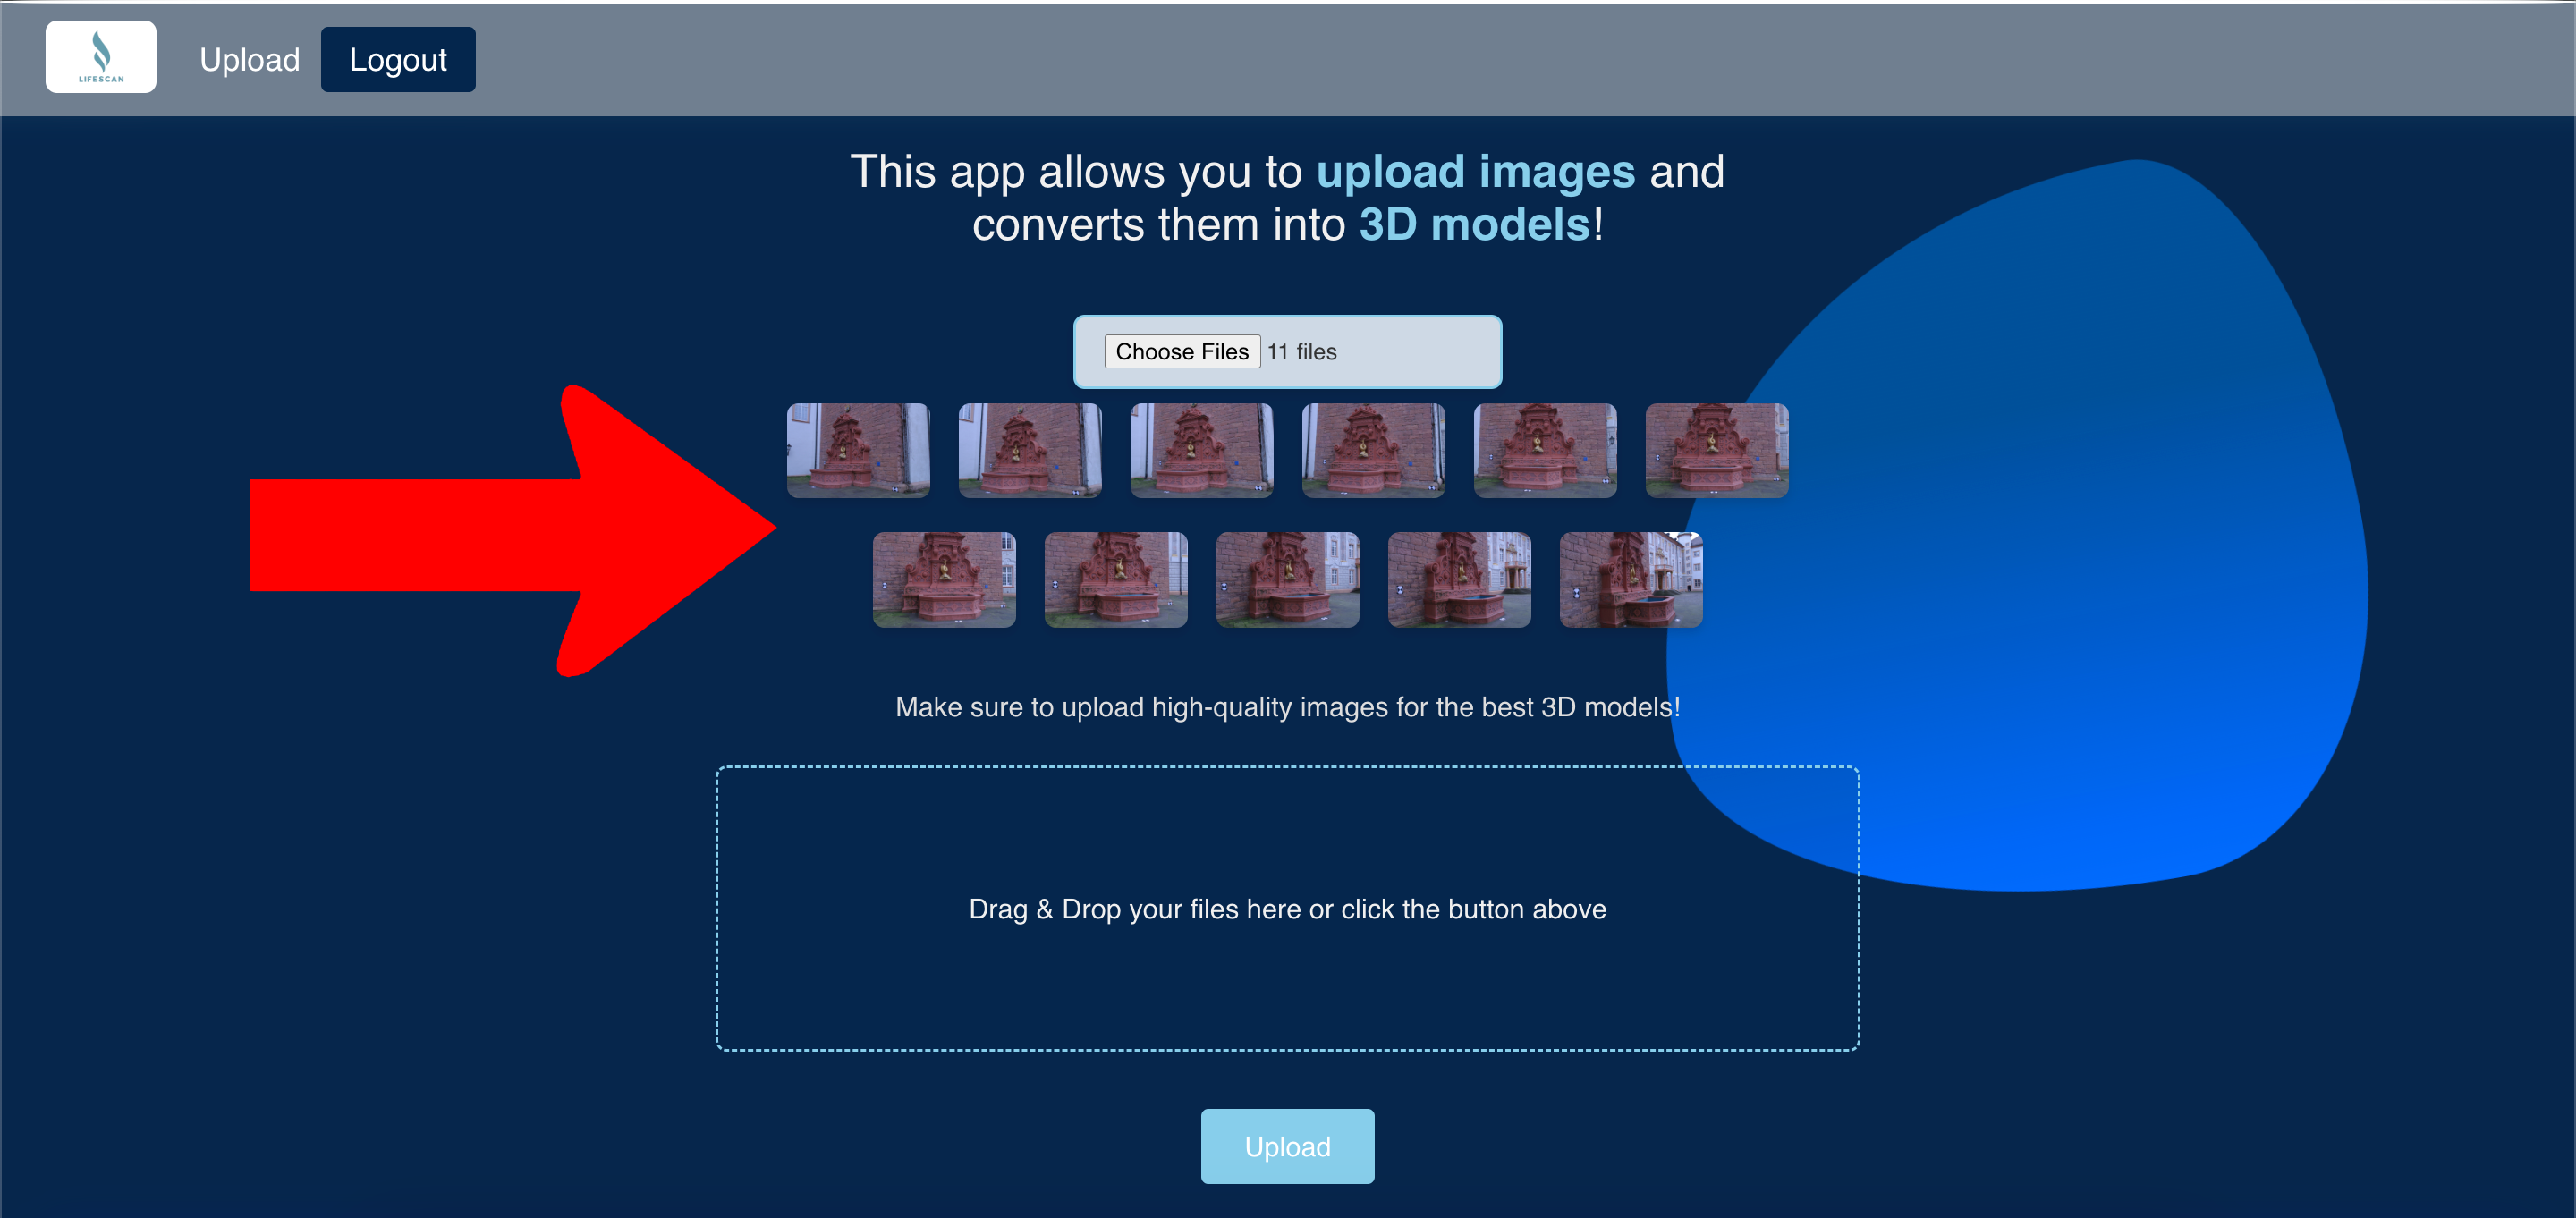 LIFESCAN
Upload
Logout
This app allows you to upload images and
converts them into 3D models!
Choose Files 11 files
Make sure to upload high-quality images for the best 3D models!
Drag & Drop your files here or click the button above
Upload